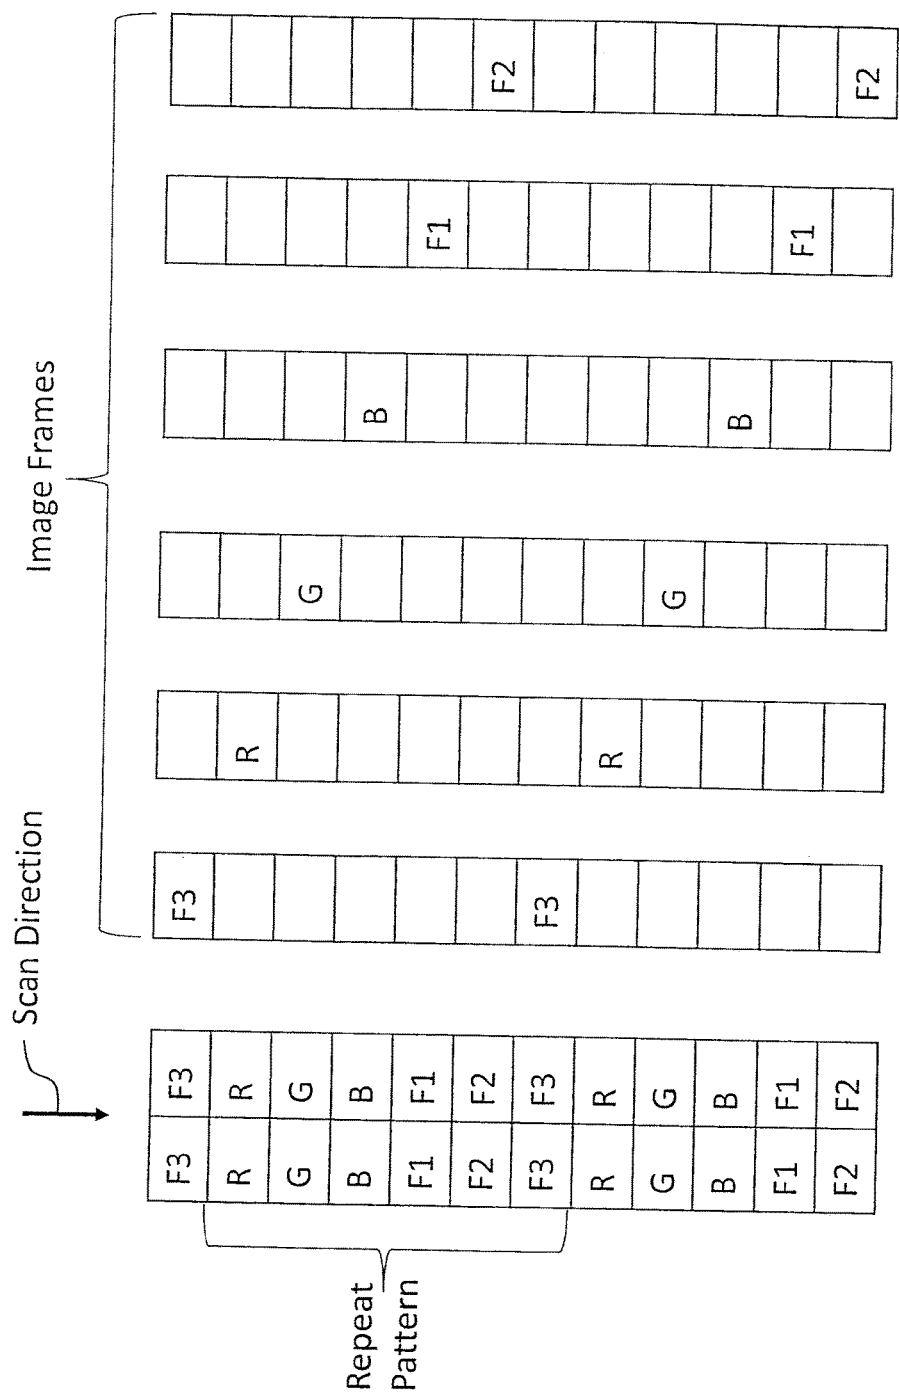 Scan Direction
Image Frames
F3 F3 F3
R R R
G G G
Repeat
Pattern
B B B
F1 F1 F1
F2 F2 F2
F3 F3 F3
R R R
G G G
B B B
F1 F1 F1
F2 F2 F2